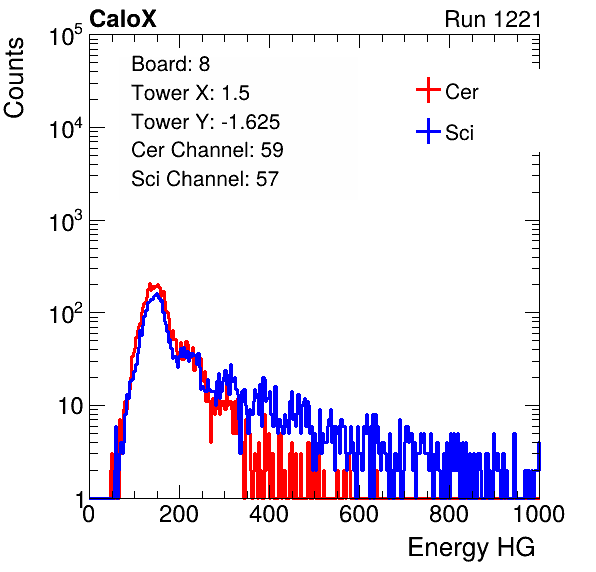 CaloX Run 1221
Counts
10^5
10^4
10^3
10^2
10
1
Board: 8
Tower X: 1.5
Tower Y: -1.625
Cer Channel: 59
Sci Channel: 57
Cer
Sci
0 200 400 600 800 1000
Energy HG